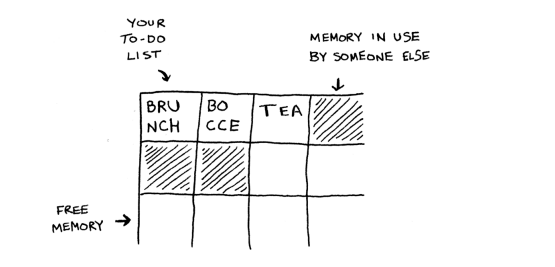 YOUR
TO-DO
LIST
MEMORY IN USE
BY SOMEONE ELSE
BRU
NCH
BO
CCE
TEA
FREE
MEMORY